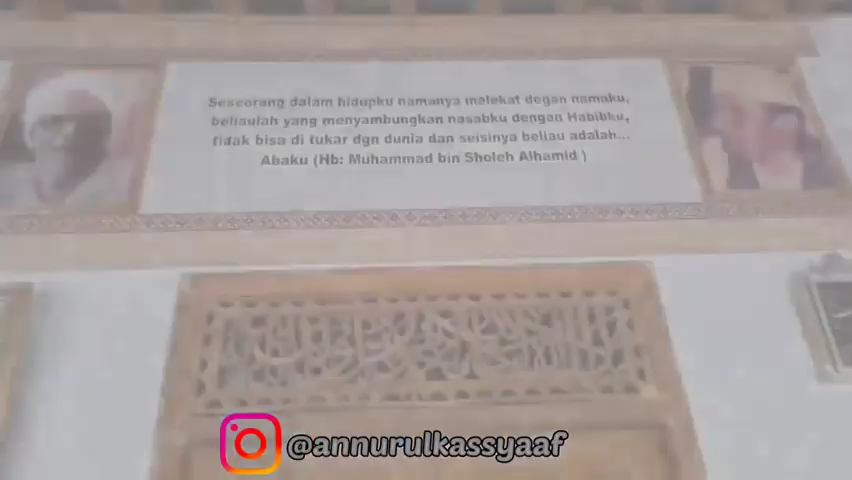 Seseorang dalam hidupku namanya melekat degan namaku,
beliaulah yang menyambungkan nasabku dengan Habibku,
tidak bisa di tukar dgn dunia dan seisinya beliau adalah...
Abaku (Hb: Muhammad bin Sholeh Alhamid )
@annurulkassyaaf